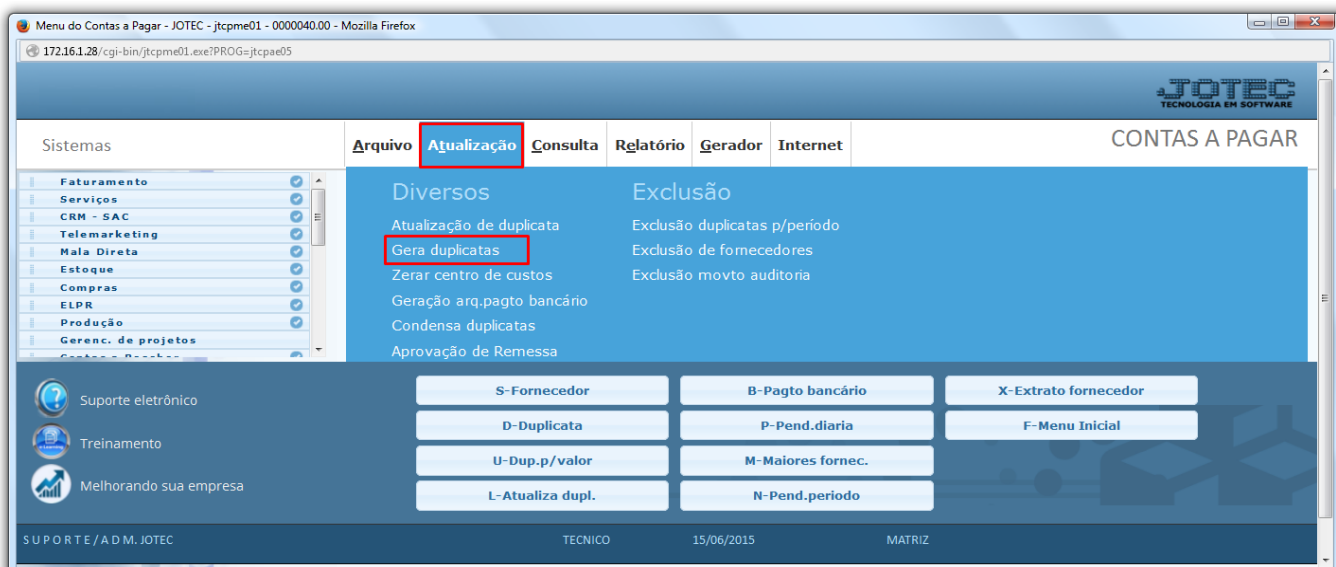 Menu do Contas a Pagar - JOTEC - jtcpme01 - 0000040.00 - Mozilla Firefox
172.16.1.28/cgi-bin/jtcpme01.exe?PROG=jtcpae05
JOTEC
TECNOLOGIA EM SOFTWARE
Sistemas
Arquivo Atualização Consulta Relatório Gerador Internet
CONTAS A PAGAR
Faturamento
Serviços
CRM - SAC
Telemarketing
Mala Direta
Estoque
Compras
ELPR
Produção
Gerenc. de projetos
Diversos
Atualização de duplicata
Gera duplicatas
Zerar centro de custos
Geração arq.pagto bancário
Condensa duplicatas
Aprovação de Remessa
Exclusão
Exclusão duplicatas p/período
Exclusão de fornecedores
Exclusão movto auditoria
Suporte eletrônico
Treinamento
Melhorando sua empresa
S-Fornecedor B-Pagto bancário X-Extrato fornecedor
D-Duplicata P-Pend.diaria F-Menu Inicial
U-Dup.p/valor M-Maiores fornec.
L-Atualiza dupl. N-Pend.periodo
S U P O R T E / A D M. JOTEC TECNICO 15/06/2015 MATRIZ